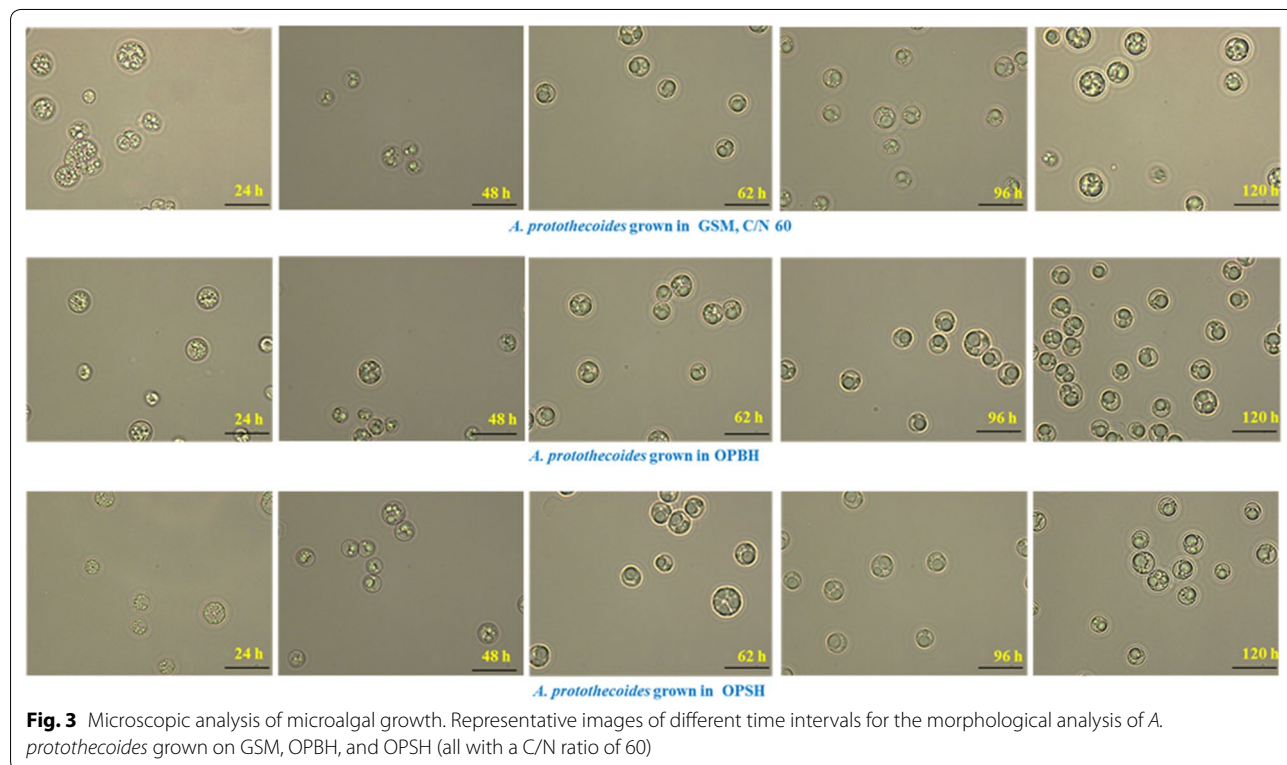 24 h
48 h
62 h
96 h
120 h
A. protothecoides grown in GSM, C/N 60
24 h
48 h
62 h
96 h
120 h
A. protothecoides grown in OPBH
24 h
48 h
62 h
96 h
120 h
A. protothecoides grown in OPSH
Fig. 3 Microscopic analysis of microalgal growth. Representative images of different time intervals for the morphological analysis of A.
protothecoides grown on GSM, OPBH, and OPSH (all with a C/N ratio of 60)